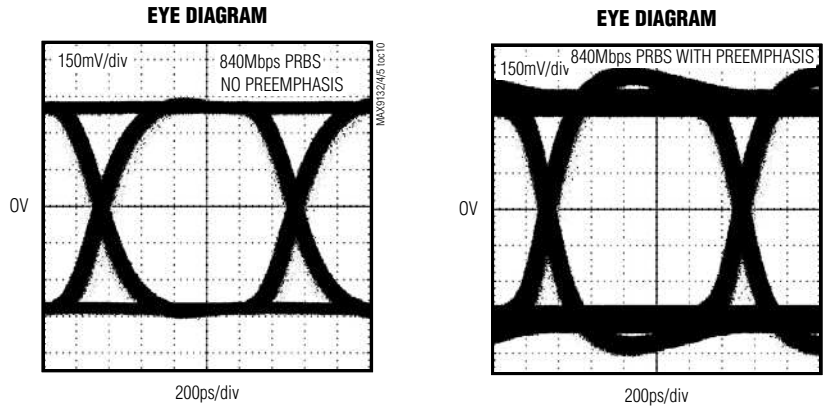 EYE DIAGRAM
150mV/div
840Mbps PRBS
NO PREEMPHASIS
MAX9132/4/5 toc10
0V
200ps/div
EYE DIAGRAM
840Mbps PRBS WITH PREEMPHASIS
150mV/div
0V
200ps/div